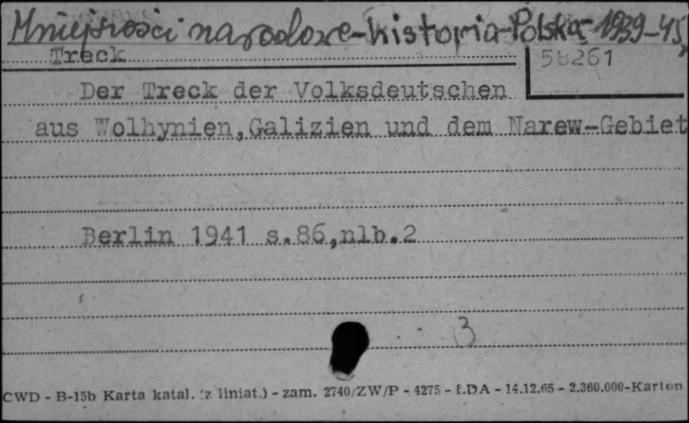 Mniejszości narodowe-historia-Polska-1939-45
Treck
58261
Der Treck der Volksdeutschen
aus Wolhynien,Galizien und dem Narew-Gebiet
Berlin 1941 s.86,nlb.2
3
CWD - B-15b Karta katal. (z liniat.) - zam. 2740/ZW/P - 4275 - ŁDA - 14.12.65 - 2.360.000-Karton